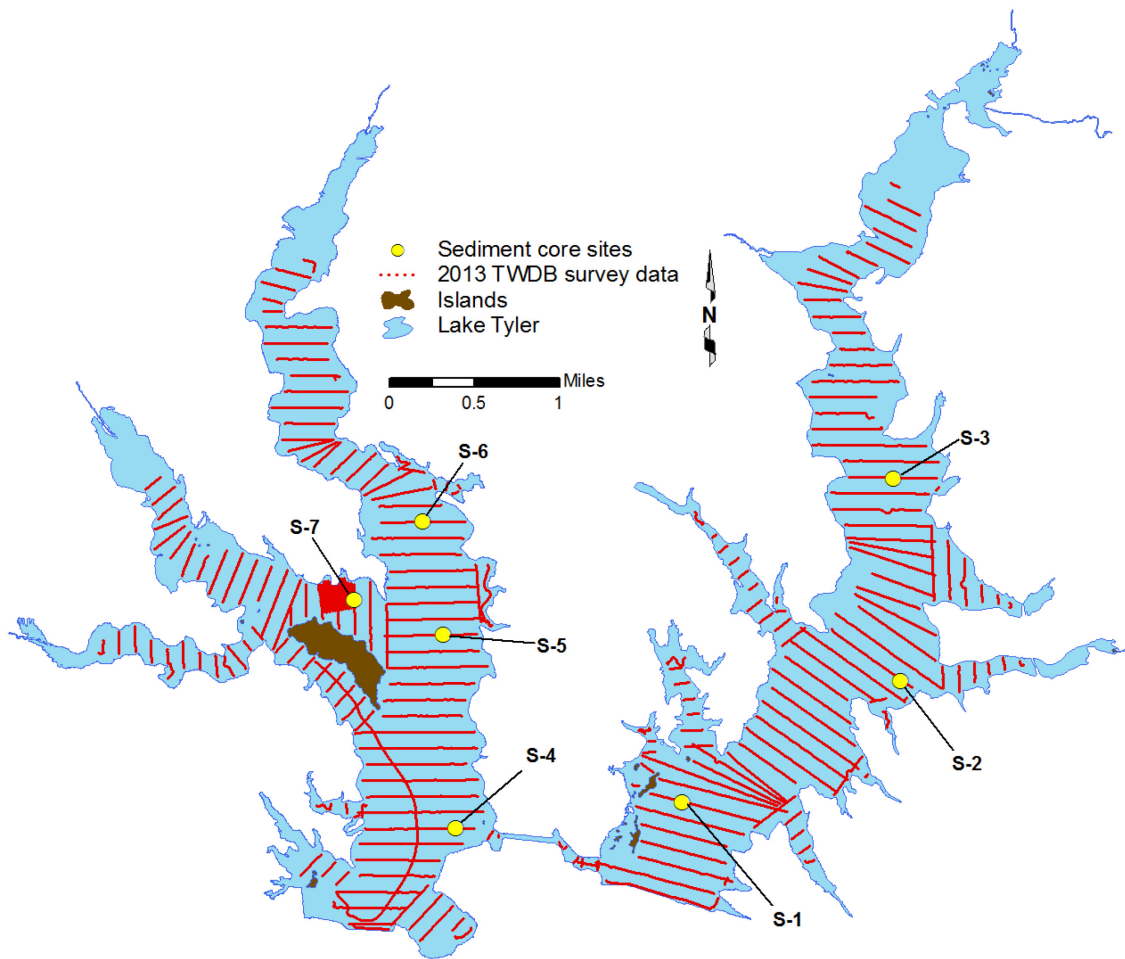 Sediment core sites
2013 TWDB survey data
Islands
Lake Tyler
N
Miles
0 0.5 1
S-3
S-6
S-7
S-5
S-4
S-2
S-1